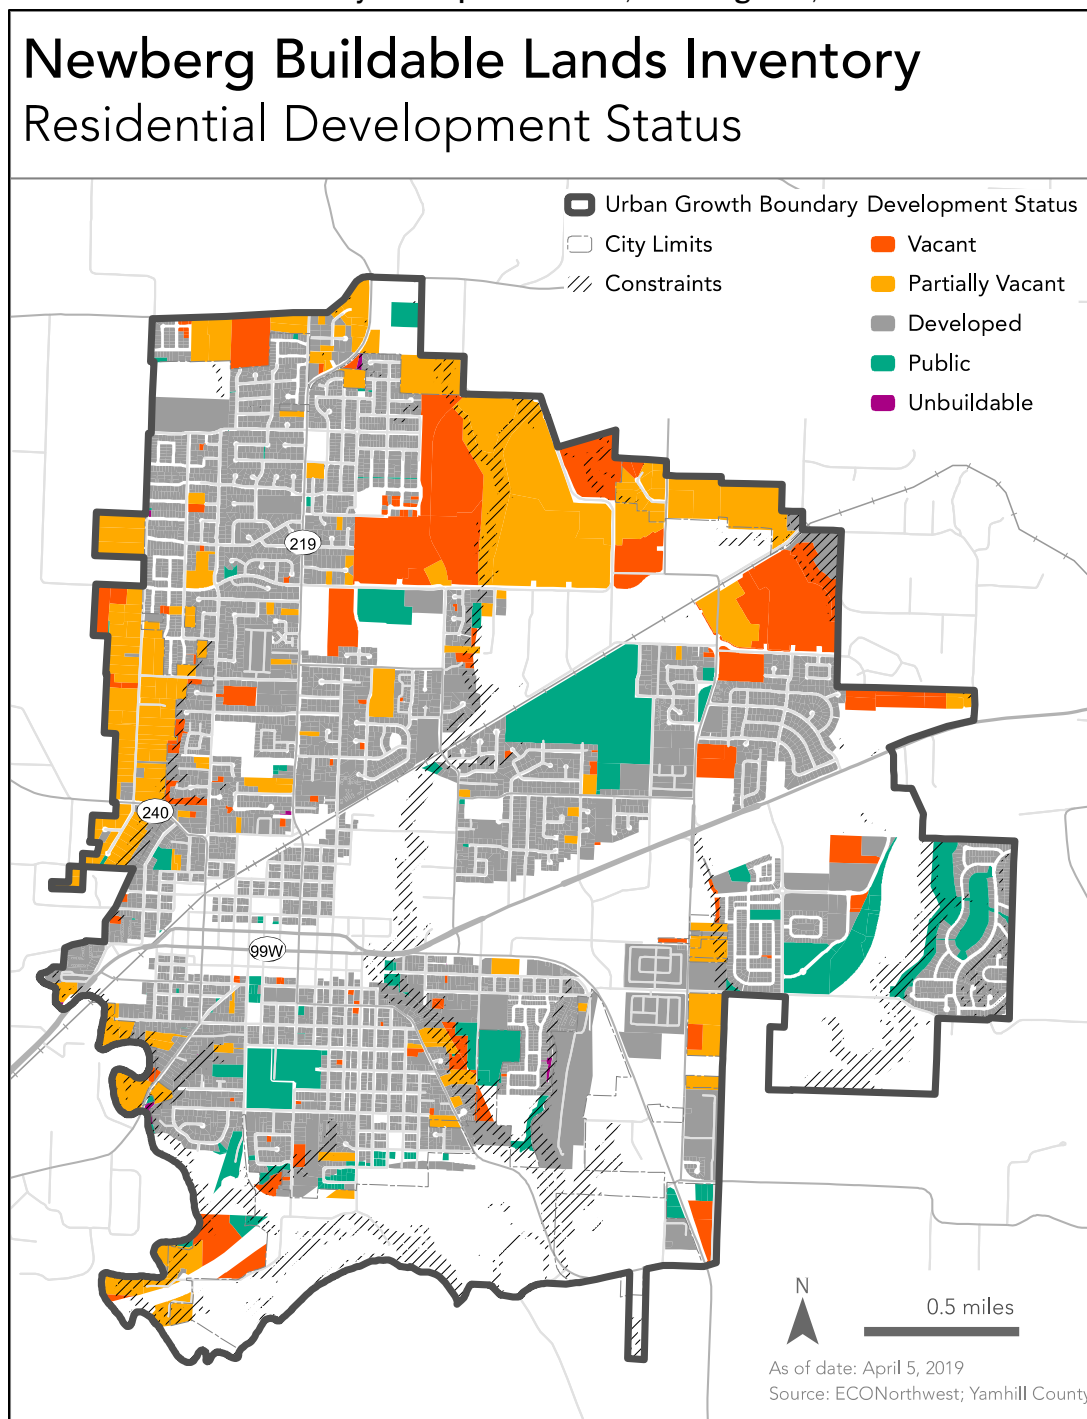 Newberg Buildable Lands Inventory
Residential Development Status
Urban Growth Boundary
City Limits
Constraints
Development Status
Vacant
Partially Vacant
Developed
Public
Unbuildable
219
240
99W
N
0.5 miles
As of date: April 5, 2019
Source: ECONorthwest; Yamhill County